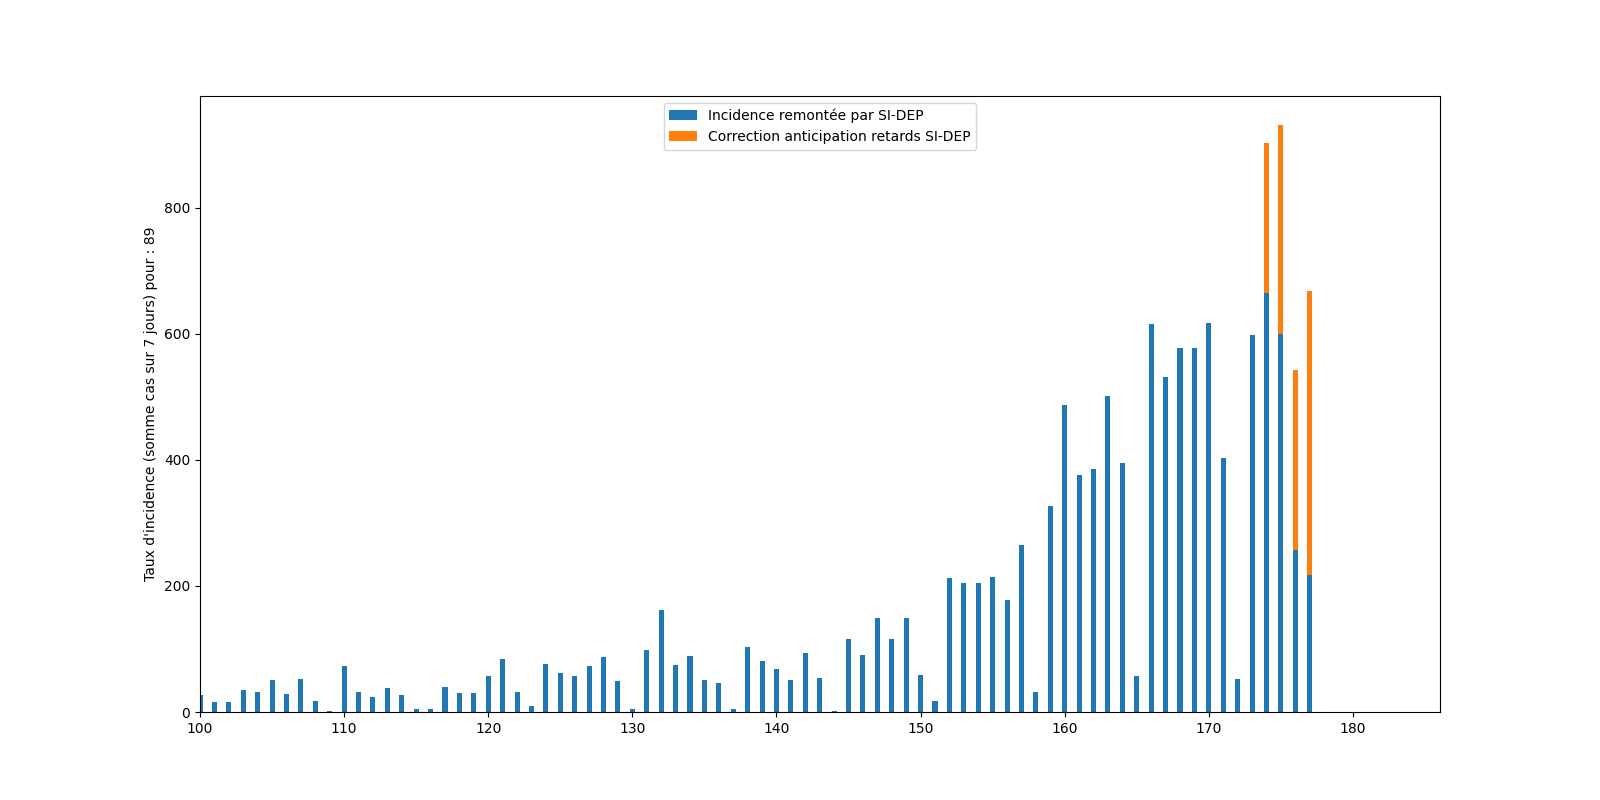 Incidence remontée par SI-DEP
Correction anticipation retards SI-DEP
Taux d'incidence (somme cas sur 7 jours) pour : 89
800
600
400
200
0
100 110 120 130 140 150 160 170 180